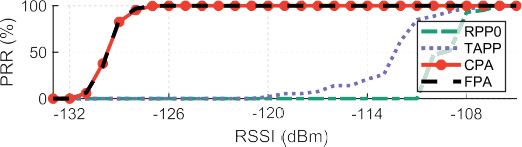 PRR (%)
100
50
0
-132
-126
-120
-114
-108
RSSI (dBm)
RPP0
TAPP
CPA
FPA